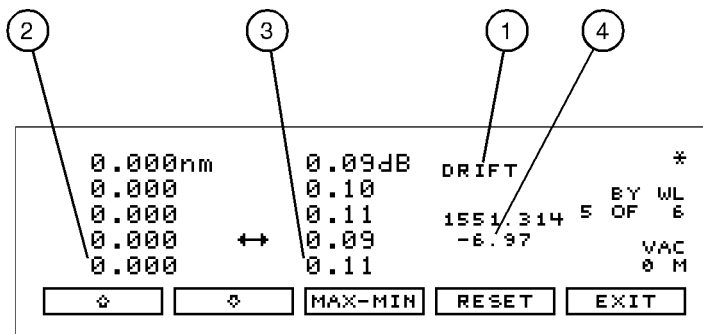 2 3 1 4
0.000nm 0.09dB DRIFT *
0.000 0.10 BY WL
0.000 0.11 1551.314 5 OF 6
0.000 ↔ 0.09 -6.97 VAC
0.000 0.11 0 M
⇧ ⇩ MAX-MIN RESET EXIT